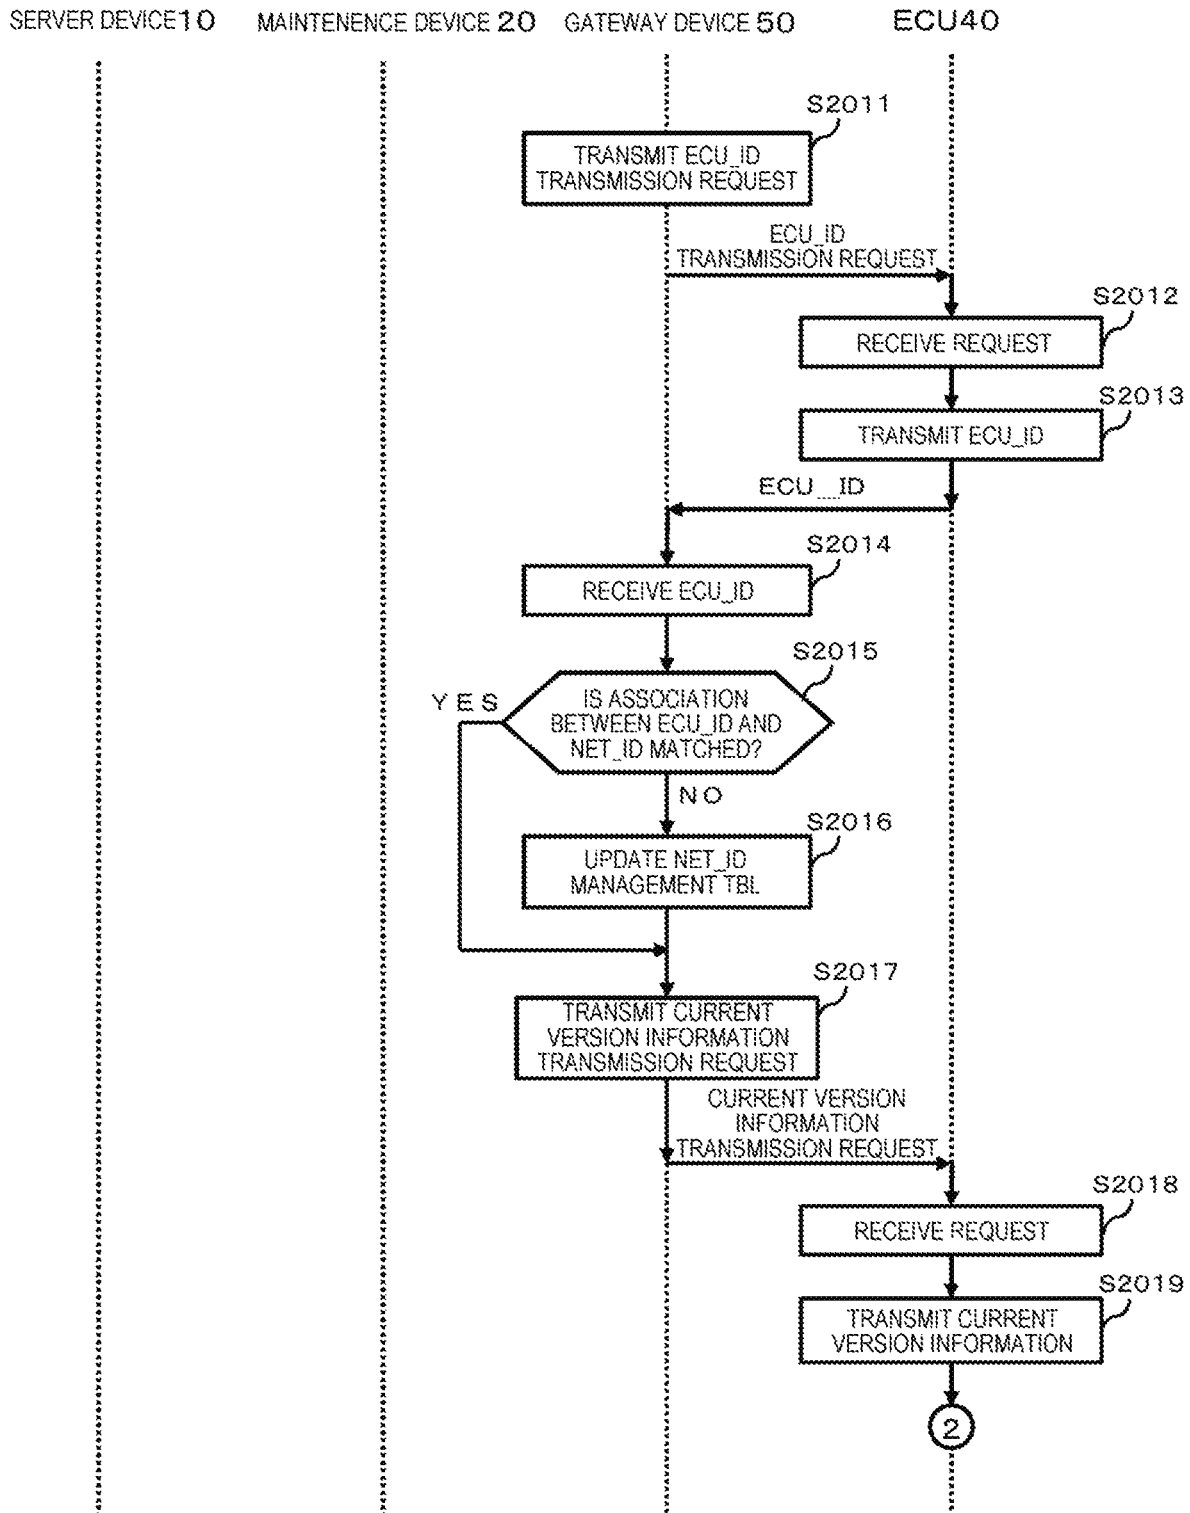 SERVER DEVICE10 MAINTENENCE DEVICE 20 GATEWAY DEVICE 50 ECU40
S2011
TRANSMIT ECU_ID
TRANSMISSION REQUEST
ECU_ID
TRANSMISSION REQUEST
S2012
RECEIVE REQUEST
S2013
TRANSMIT ECU_ID
ECU_ID
S2014
RECEIVE ECU_ID
S2015
YES
IS ASSOCIATION
BETWEEN ECU_ID AND
NET_ID MATCHED?
NO
S2016
UPDATE NET_ID
MANAGEMENT TBL
S2017
TRANSMIT CURRENT
VERSION INFORMATION
TRANSMISSION REQUEST
CURRENT VERSION
INFORMATION
TRANSMISSION REQUEST
S2018
RECEIVE REQUEST
S2019
TRANSMIT CURRENT
VERSION INFORMATION
2